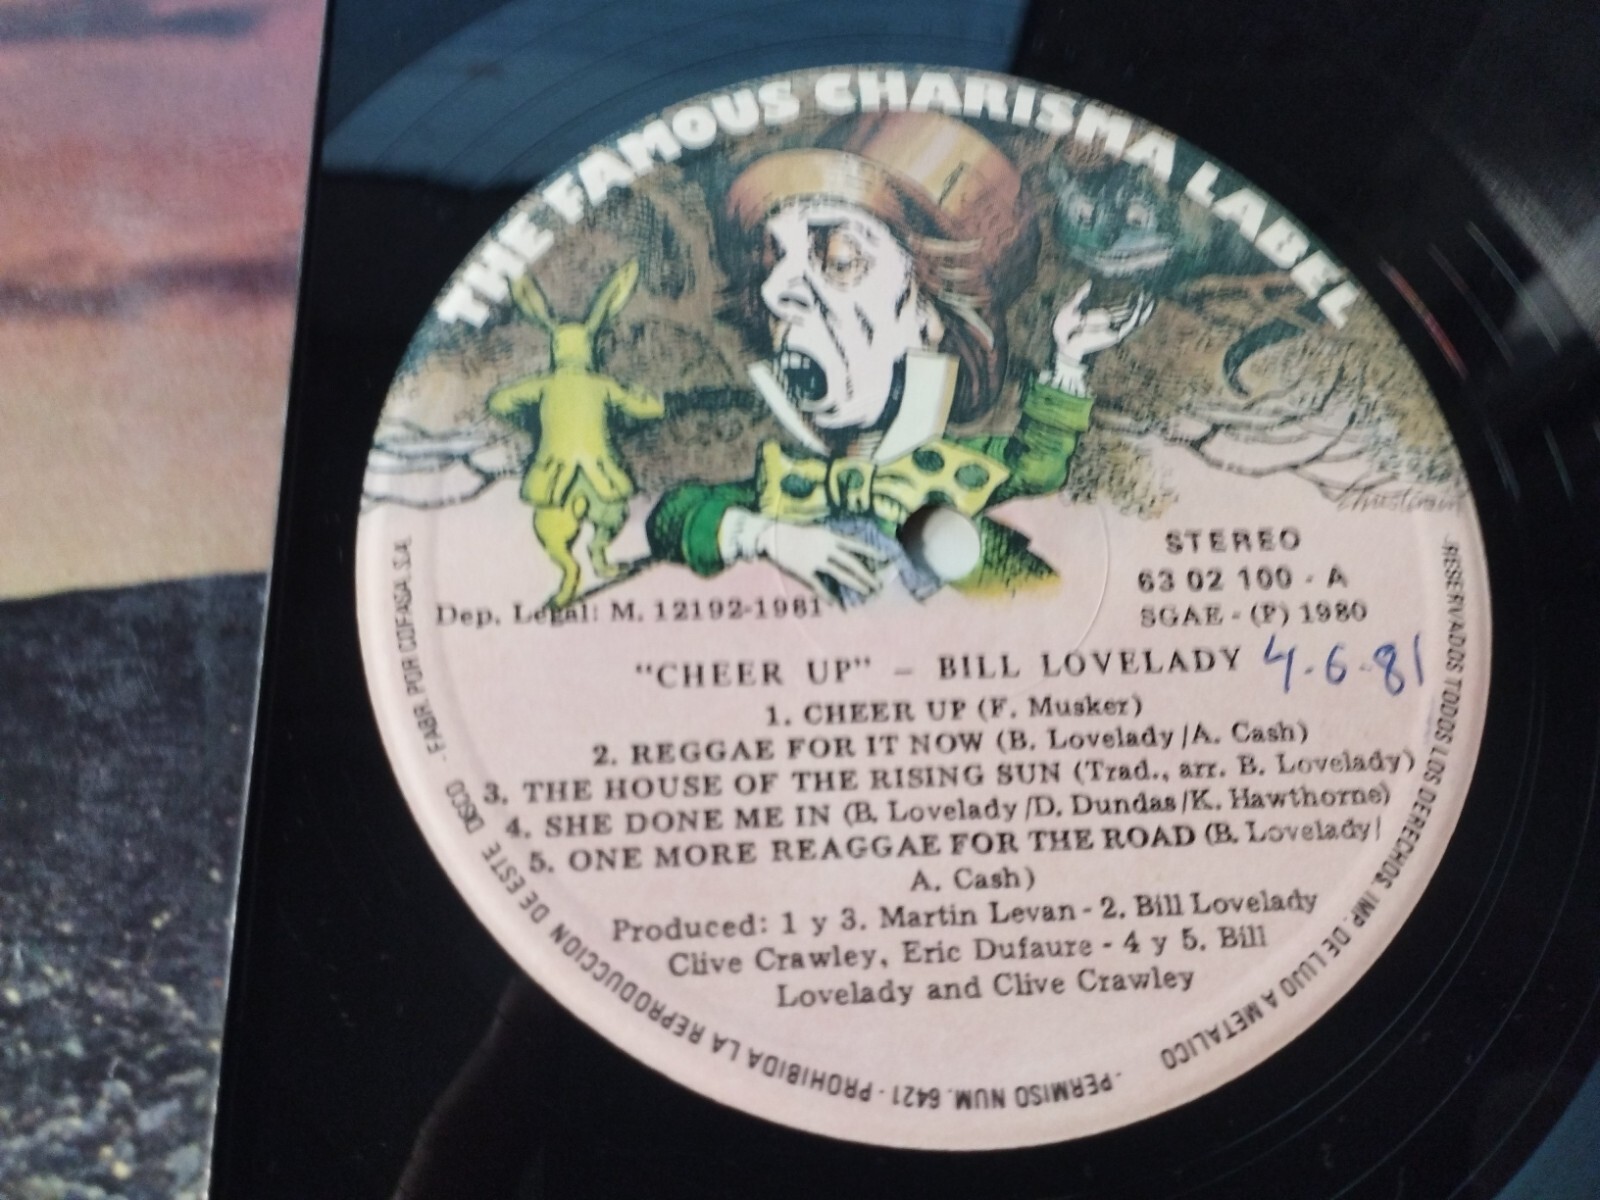 THE FAMOUS CHARISMA LABEL
STEREO
63 02 100 - A
Dep. Legal: M. 12192-1981
SGAE - (P) 1980
"CHEER UP" – BILL LOVELADY 4-6-81
1. CHEER UP (F. Musker)
2. REGGAE FOR IT NOW (B. Lovelady/A. Cash)
3. THE HOUSE OF THE RISING SUN (Trad., arr. B. Lovelady)
4. SHE DONE ME IN (B. Lovelady/D. Dundas/K. Hawthorne)
5. ONE MORE REAGGAE FOR THE ROAD (B. Lovelady/
A. Cash)
Produced: 1 y 3. Martin Levan - 2. Bill Lovelady
Clive Crawley, Eric Dufaure - 4 y 5. Bill
Lovelady and Clive Crawley
.RESERVADOS TODOS LOS DERECHOS. IMP. DE LUJO A METALICO
.PERMISO NUM. 6421 - PROHIBIDA LA REPRODUCCION DE ESTE DISCO . FABR. POR COFASA S.A.